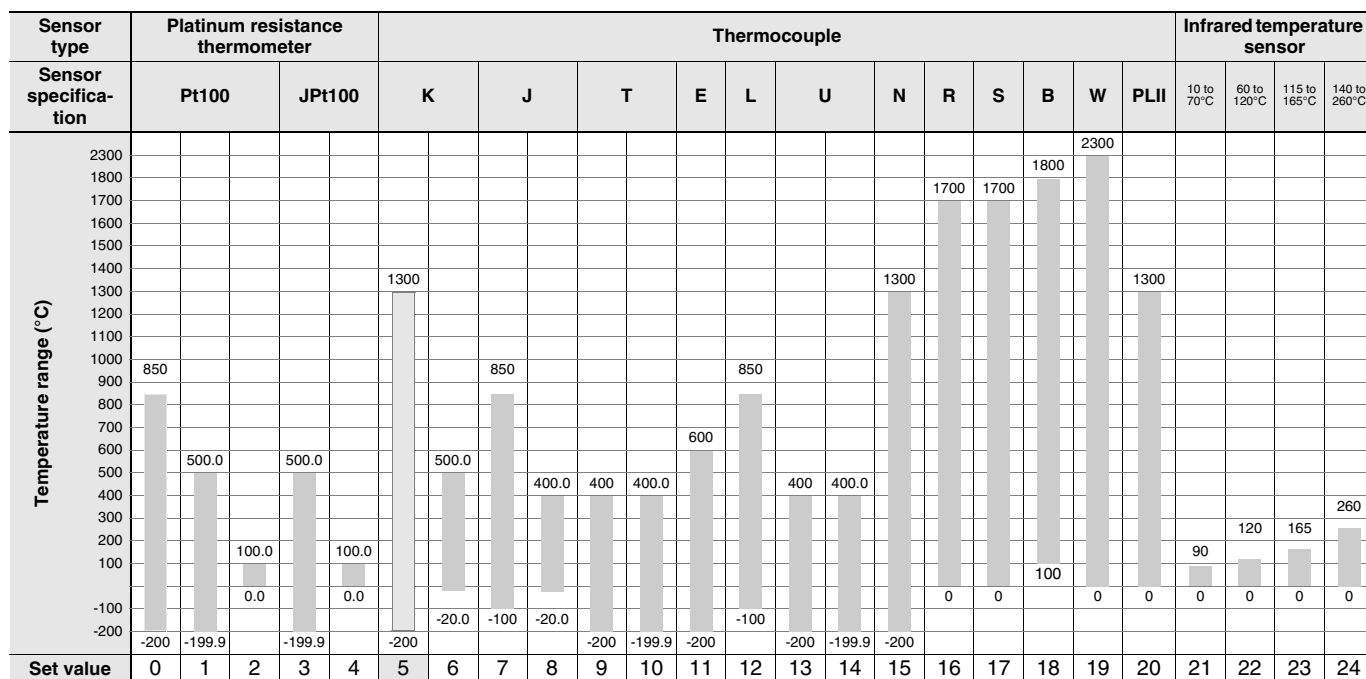 Sensor type
Platinum resistance thermometer
Thermocouple
Infrared temperature sensor
Sensor specifica-tion
Pt100 JPt100 K J T E L U N R S B W PLII 10 to 70°C 60 to 120°C 115 to 165°C 140 to 260°C
Temperature range (°C)
2300 2300
1800 1800
1700 1700 1700
1600
1500
1400
1300 1300 1300 1300
1200
1100
1000
900 850 850 850
800
700
600 600
500 500.0 500.0 500.0
400 400.0 400 400.0 400 400.0
300 260
200 120 165
100 100.0 100.0 90 100
0.0 0.0 0 0 0 0 0 0 0 0
-100 -20.0 -100 -20.0 -100
-200 -200 -199.9 -199.9 -200 -200 -199.9 -200 -200 -199.9 -200
Set value 0 1 2 3 4 5 6 7 8 9 10 11 12 13 14 15 16 17 18 19 20 21 22 23 24